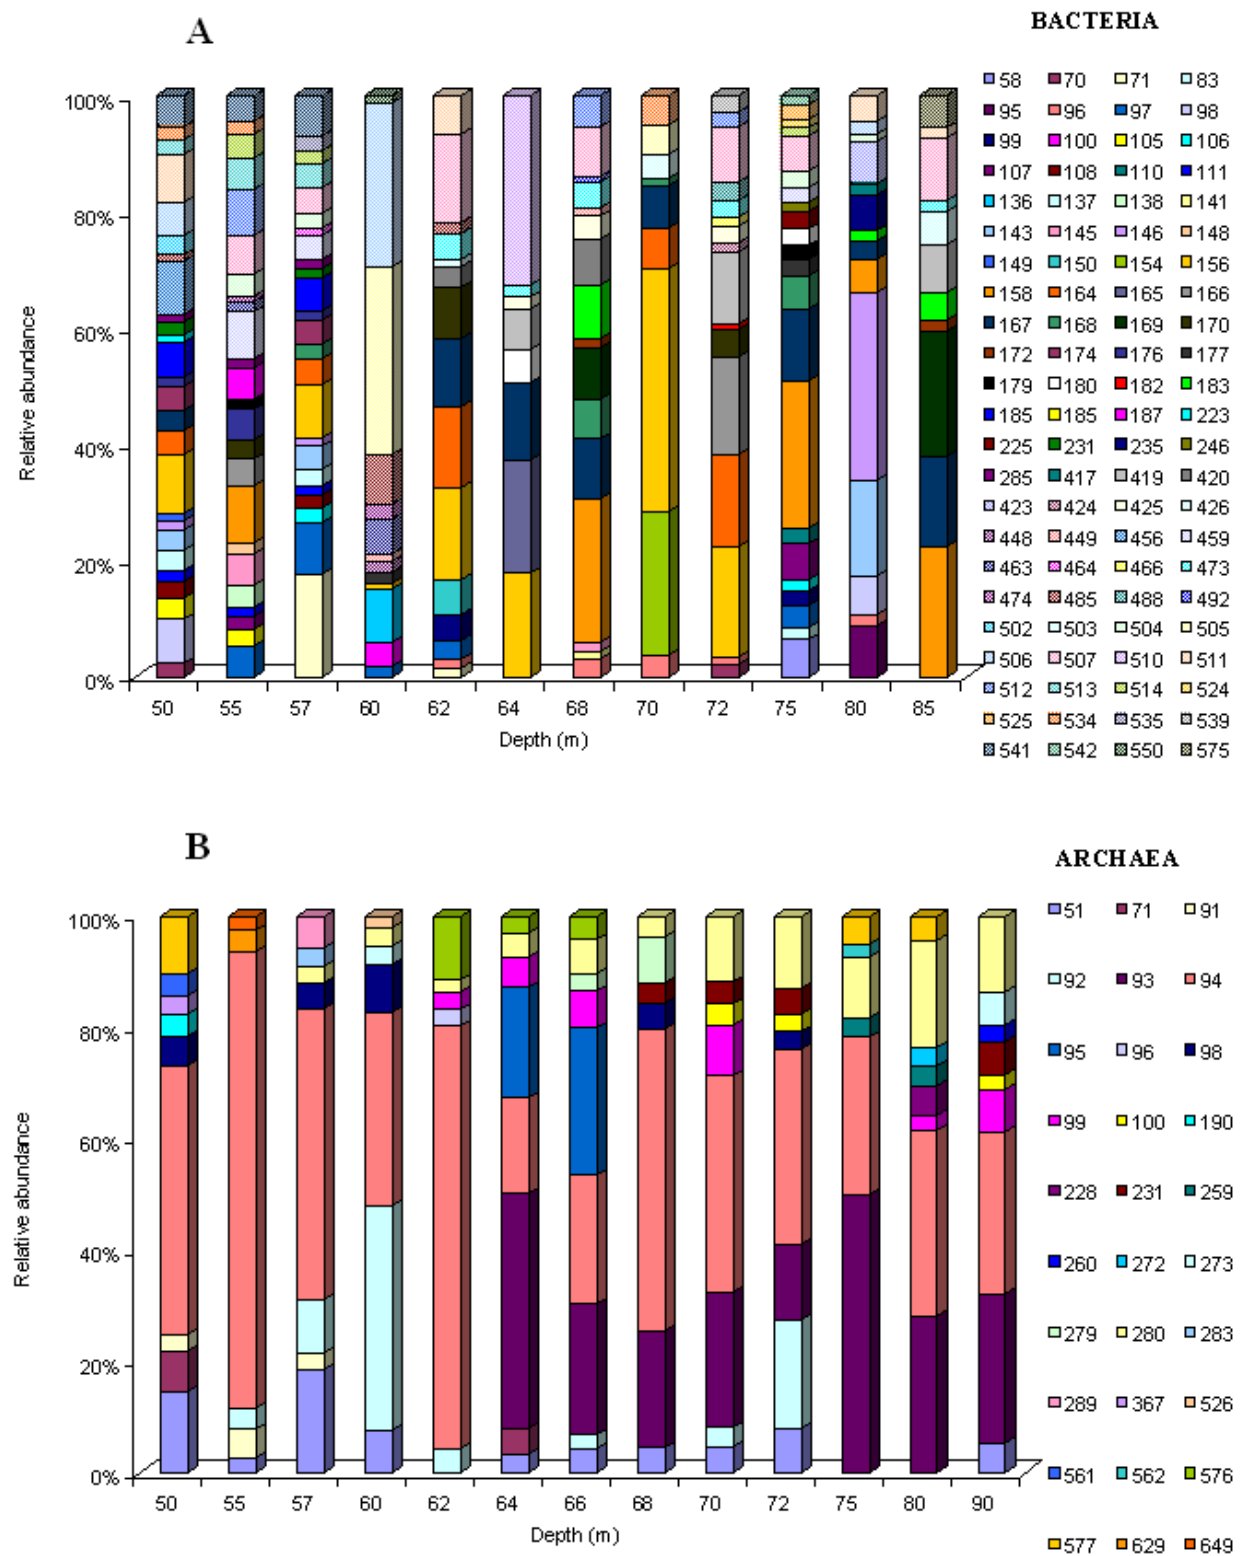 A
BACTERIA
58 70 71 83
95 96 97 98
99 100 105 106
107 108 110 111
136 137 138 141
143 145 146 148
149 150 154 156
158 164 165 166
167 168 169 170
172 174 176 177
179 180 182 183
185 185 187 223
225 231 235 246
285 417 419 420
423 424 425 426
448 449 456 459
463 464 466 473
474 485 488 492
502 503 504 505
506 507 510 511
512 513 514 524
525 534 535 539
541 542 550 575
100%
80%
60%
40%
20%
0%
Relative abundance
50 55 57 60 62 64 68 70 72 75 80 85
Depth (m)
B
ARCHAEA
51 71 91
92 93 94
95 96 98
99 100 190
228 231 259
260 272 273
279 280 283
289 367 526
561 562 576
577 629 649
100%
80%
60%
40%
20%
0%
Relative abundance
50 55 57 60 62 64 66 68 70 72 75 80 90
Depth (m)